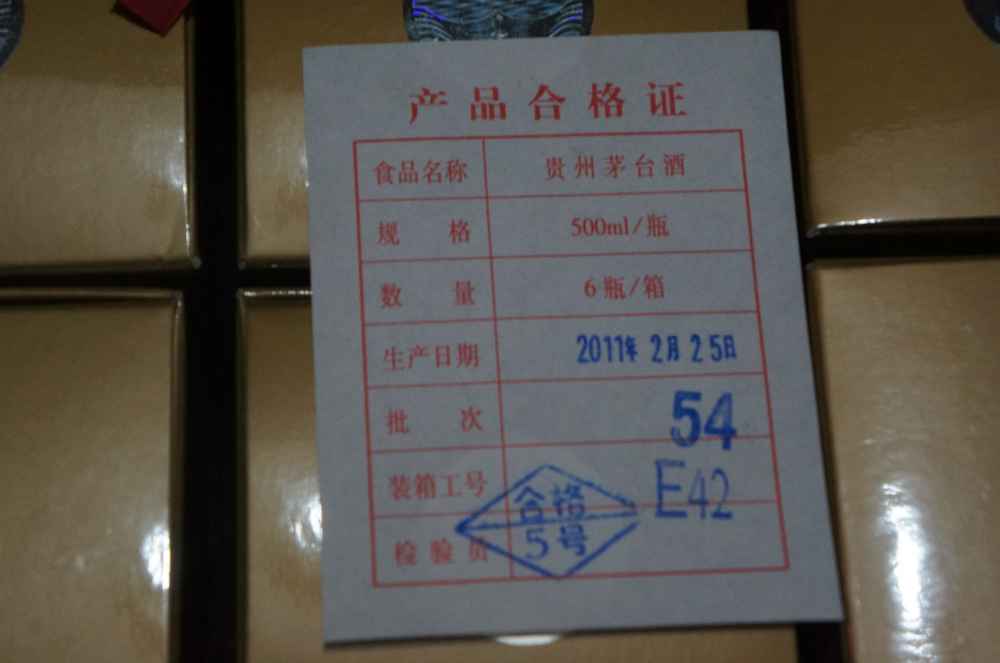 产品合格证
食品名称 贵州茅台酒
规 格 500ml/瓶
数 量 6瓶/箱
生产日期 2011年2月25日
批 次 54
装箱工号 E42
合格
检验员 5号